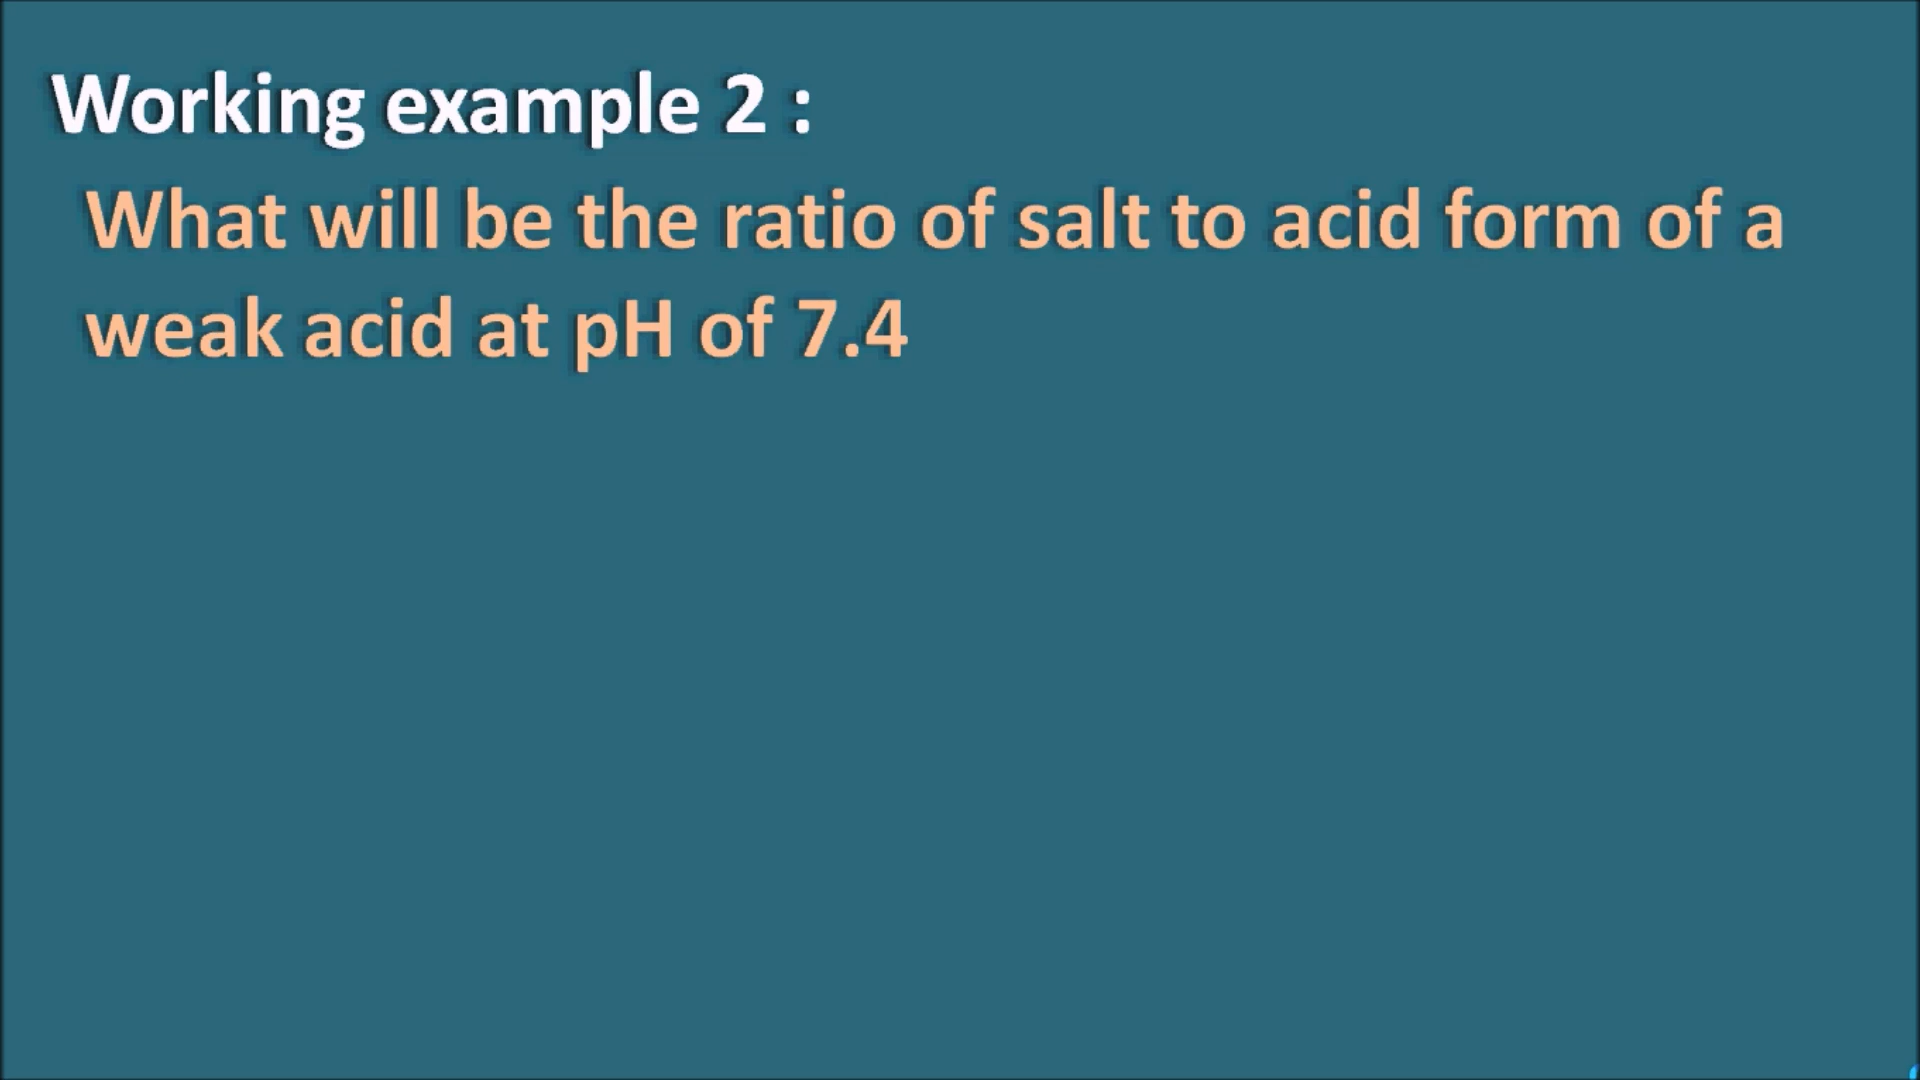 Working example 2 :
What will be the ratio of salt to acid form of a
weak acid at pH of 7.4